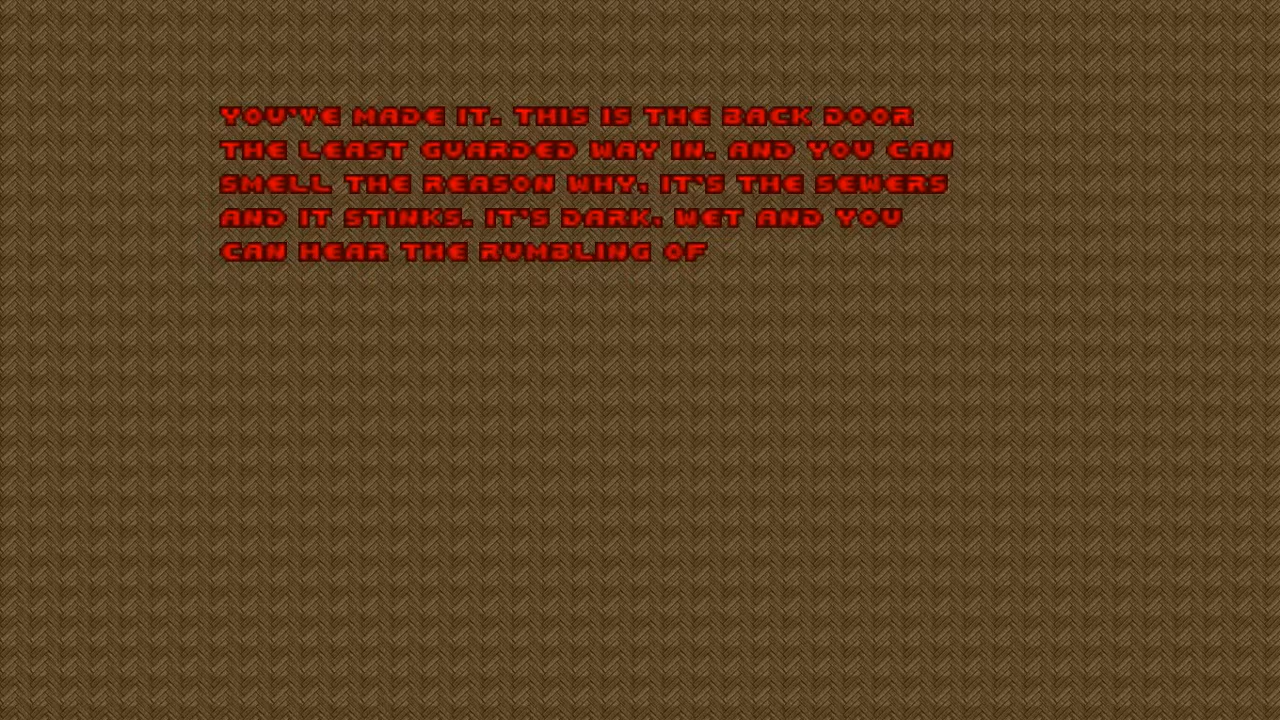 YOU'VE MADE IT. THIS IS THE BACK DOOR
THE LEAST GUARDED WAY IN. AND YOU CAN
SMELL THE REASON WHY, IT'S THE SEWERS
AND IT STINKS. IT'S DARK, WET AND YOU
CAN HEAR THE RUMBLING OF